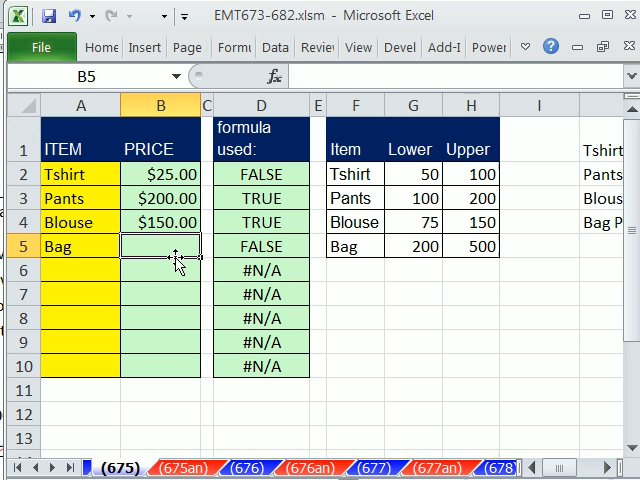 EMT673-682.xlsm - Microsoft Excel
File Home Insert Page Formu Data Review View Devel Add-I Power
B5 fx
A B C D E F G H I
1 ITEM PRICE formula used: Item Lower Upper Tshirt
2 Tshirt $25.00 FALSE Tshirt 50 100 Pants
3 Pants $200.00 TRUE Pants 100 200 Blous
4 Blouse $150.00 TRUE Blouse 75 150 Bag P
5 Bag FALSE Bag 200 500
6 #N/A
7 #N/A
8 #N/A
9 #N/A
10 #N/A
11
12
13
(675) (675an) (676) (676an) (677) (677an) (678